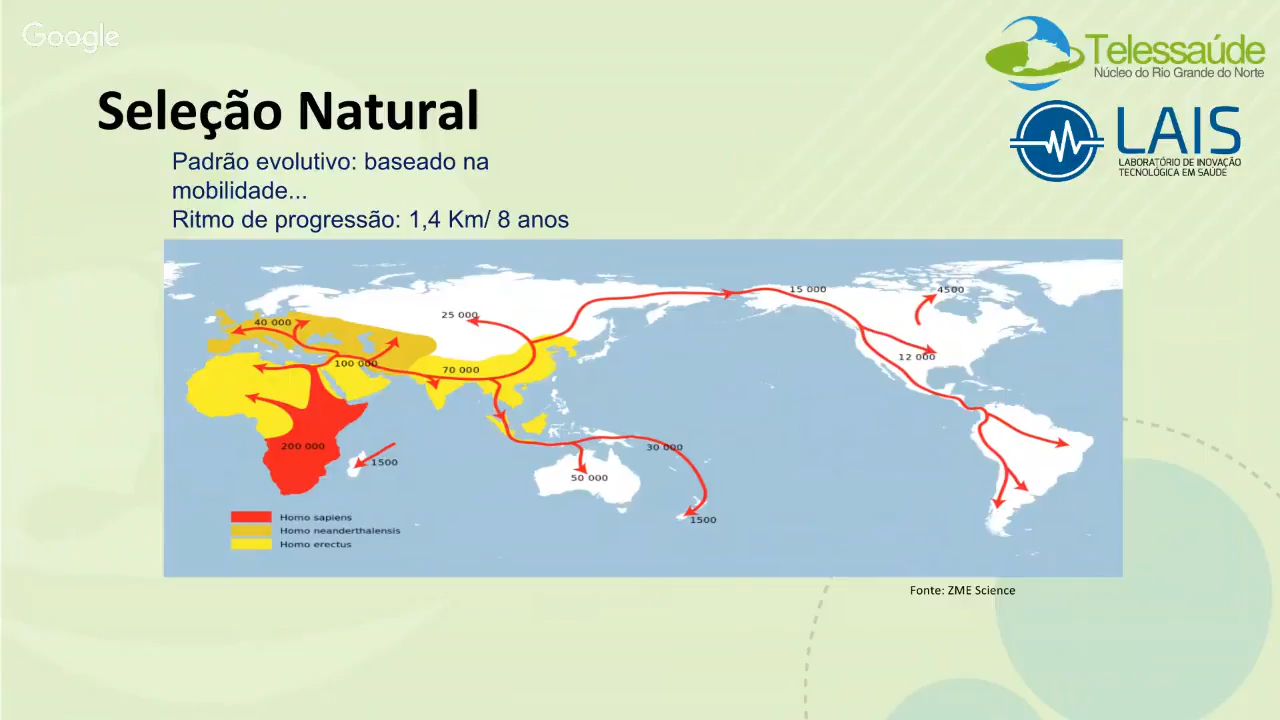 Google
Telessaúde
Núcleo do Rio Grande do Norte
LAIS
LABORATÓRIO DE INOVAÇÃO
TECNOLÓGICA EM SAÚDE
Seleção Natural
Padrão evolutivo: baseado na
mobilidade...
Ritmo de progressão: 1,4 Km/ 8 anos
15 000
4500
25 000
40 000
12 000
100 000
70 000
200 000
30 000
1500
50 000
1500
Homo sapiens
Homo neanderthalensis
Homo erectus
Fonte: ZME Science